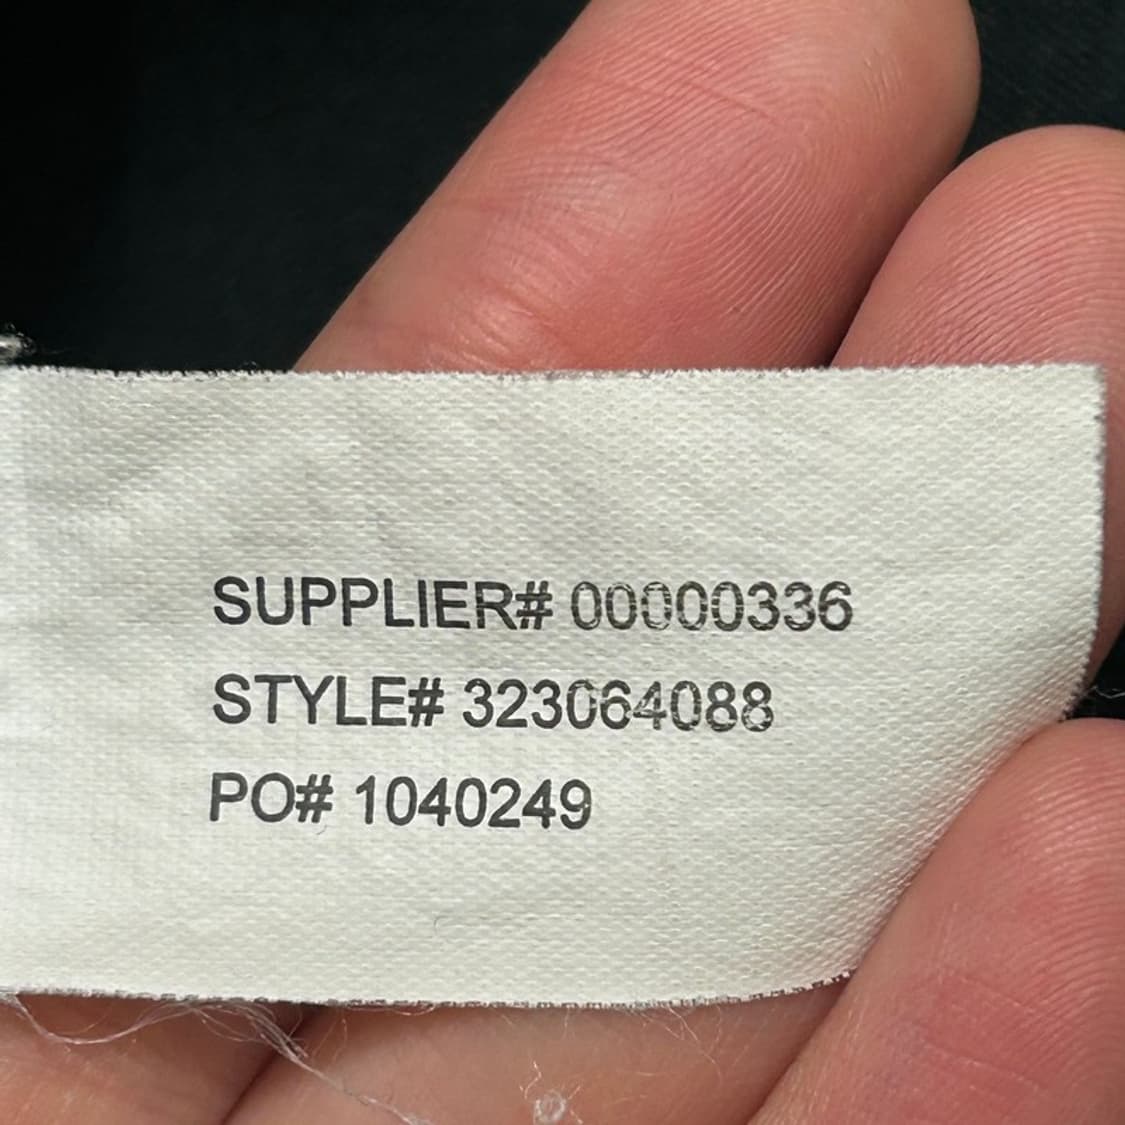 SUPPLIER# 00000336
STYLE# 323064088
PO# 1040249